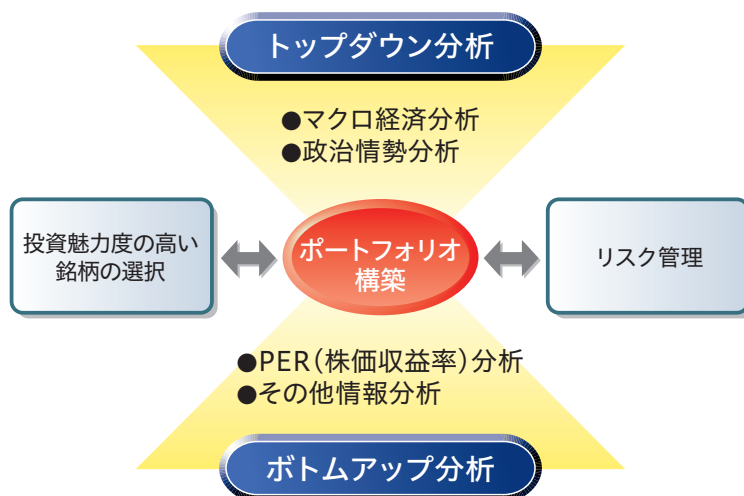 トップダウン分析
●マクロ経済分析
●政治情勢分析
投資魅力度の高い
銘柄の選択
ポートフォリオ
構築
リスク管理
●PER(株価収益率)分析
●その他情報分析
ボトムアップ分析